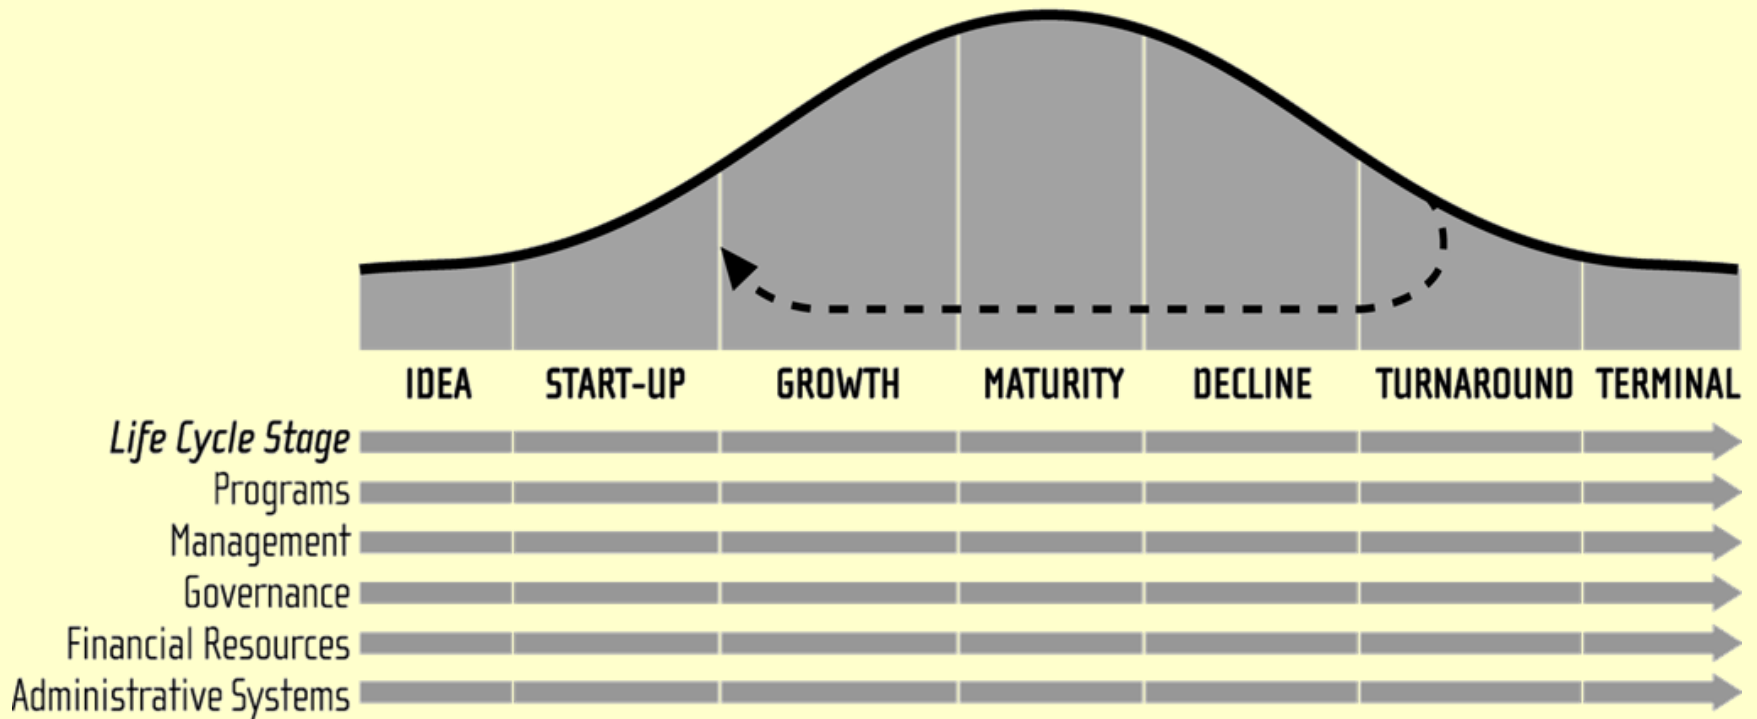 IDEA START-UP GROWTH MATURITY DECLINE TURNAROUND TERMINAL
Life Cycle Stage
Programs
Management
Governance
Financial Resources
Administrative Systems